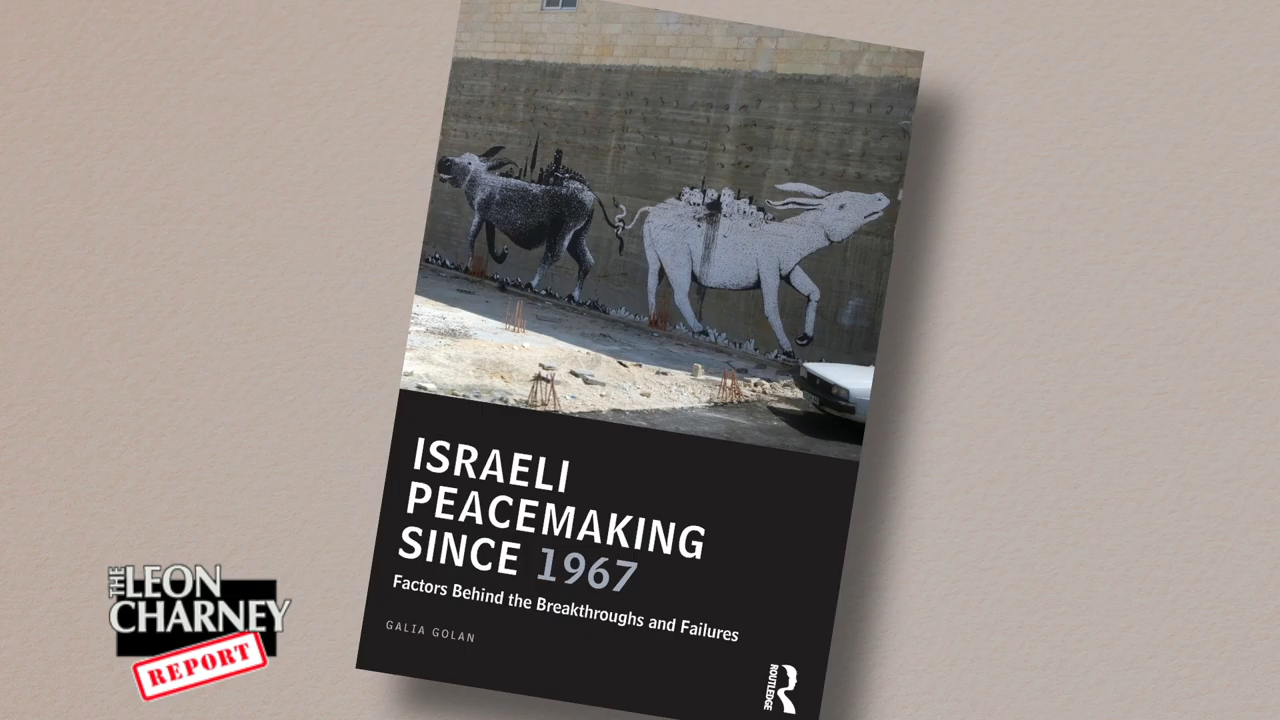 ISRAELI
PEACEMAKING
SINCE 1967
Factors Behind the Breakthroughs and Failures
GALIA GOLAN
ROUTLEDGE
THE LEON
CHARNEY
REPORT